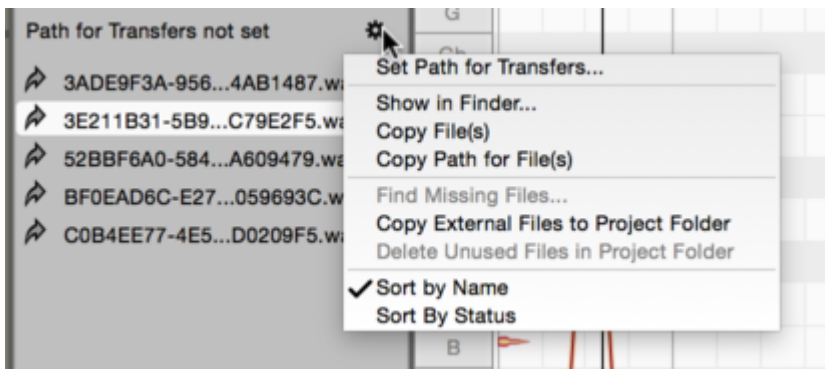 G
Path for Transfers not set
Set Path for Transfers...
3ADE9F3A-956...4AB1487.wa
Show in Finder...
3E211B31-5B9...C79E2F5.wa
Copy File(s)
52BBF6A0-584...A609479.wa
Copy Path for File(s)
BF0EAD6C-E27...059693C.w
Find Missing Files...
Copy External Files to Project Folder
C0B4EE77-4E5...D0209F5.wa
Delete Unused Files in Project Folder
Sort by Name
Sort By Status
B